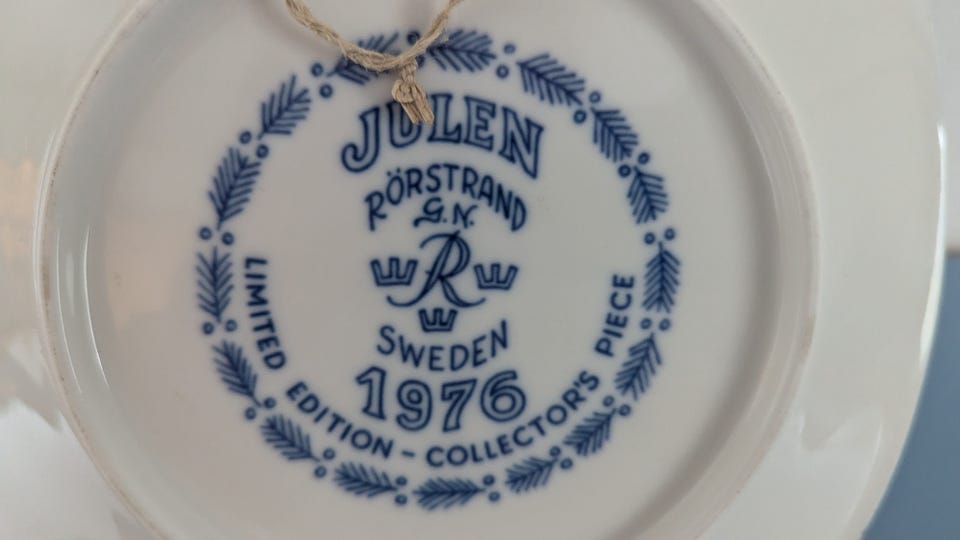 JULEN
RÖRSTRAND
G.N.
R
SWEDEN
1976
LIMITED EDITION - COLLECTOR'S PIECE